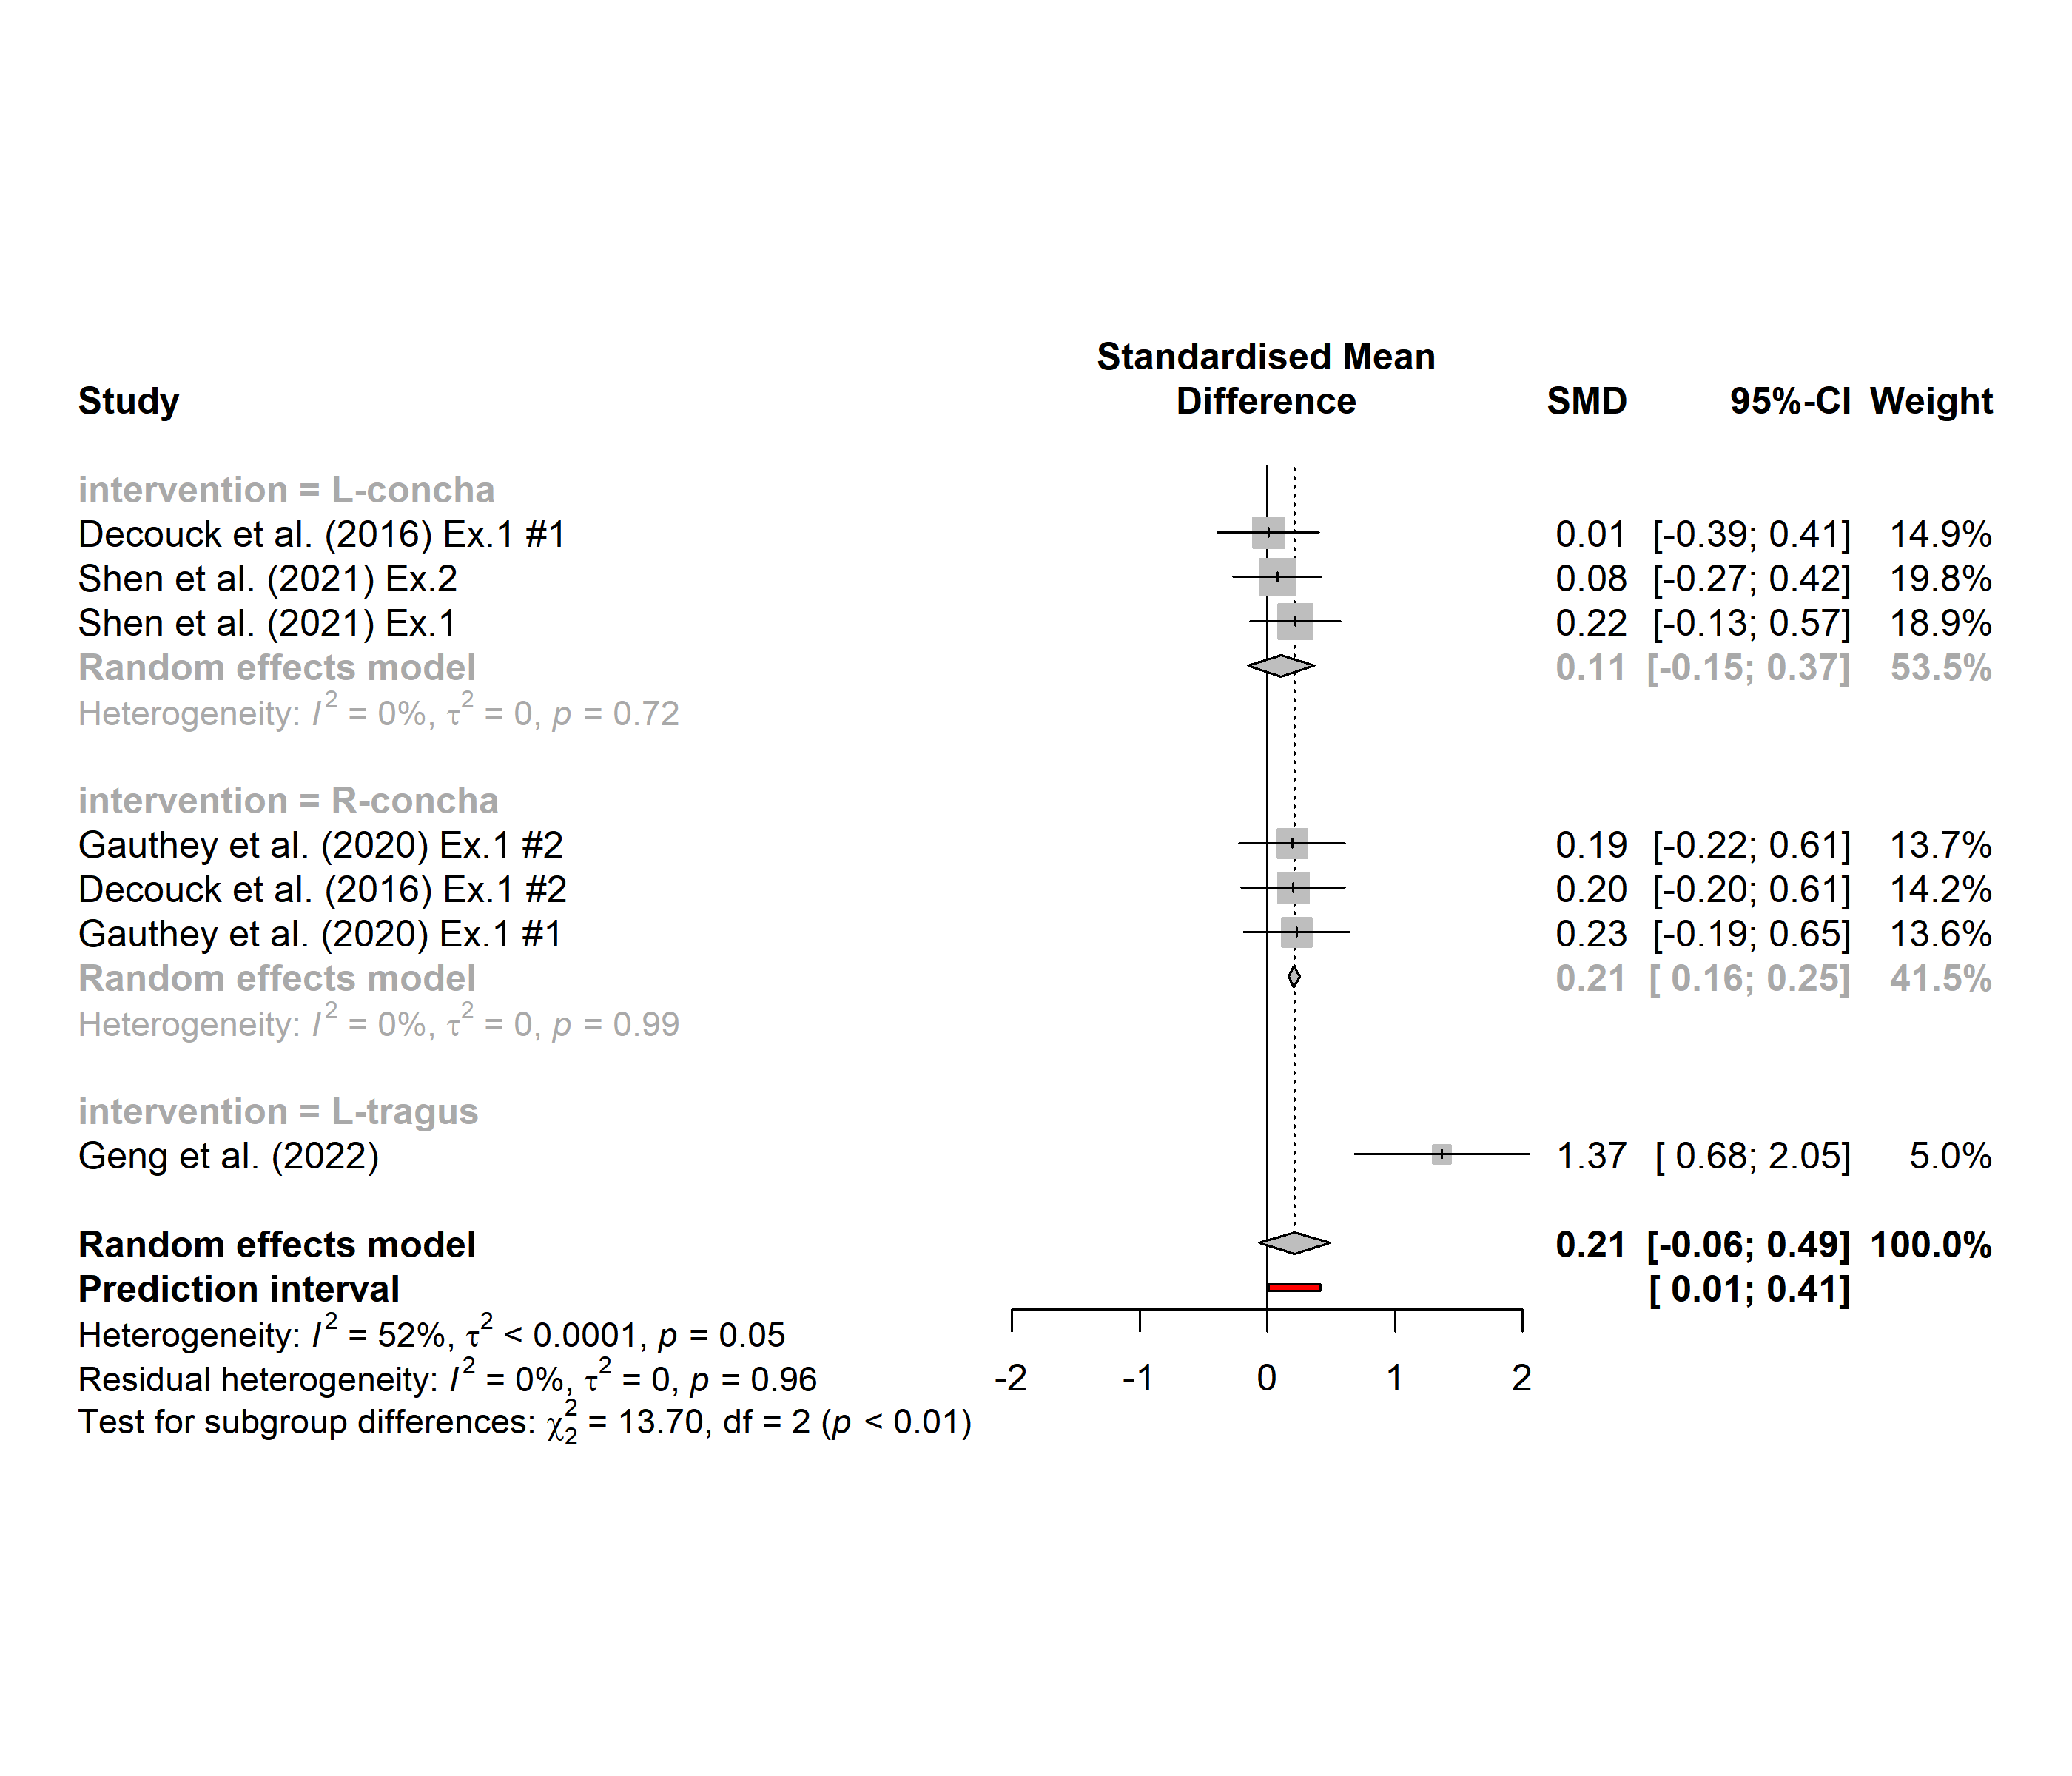 Standardised Mean
Study Difference SMD 95%-CI Weight
intervention = L-concha
Decouck et al. (2016) Ex.1 #1 0.01 [-0.39; 0.41] 14.9%
Shen et al. (2021) Ex.2 0.08 [-0.27; 0.42] 19.8%
Shen et al. (2021) Ex.1 0.22 [-0.13; 0.57] 18.9%
Random effects model 0.11 [-0.15; 0.37] 53.5%
Heterogeneity: I² = 0%, τ² = 0, p = 0.72
intervention = R-concha
Gauthey et al. (2020) Ex.1 #2 0.19 [-0.22; 0.61] 13.7%
Decouck et al. (2016) Ex.1 #2 0.20 [-0.20; 0.61] 14.2%
Gauthey et al. (2020) Ex.1 #1 0.23 [-0.19; 0.65] 13.6%
Random effects model 0.21 [ 0.16; 0.25] 41.5%
Heterogeneity: I² = 0%, τ² = 0, p = 0.99
intervention = L-tragus
Geng et al. (2022) 1.37 [ 0.68; 2.05] 5.0%
Random effects model 0.21 [-0.06; 0.49] 100.0%
Prediction interval [ 0.01; 0.41]
Heterogeneity: I² = 52%, τ² < 0.0001, p = 0.05
Residual heterogeneity: I² = 0%, τ² = 0, p = 0.96
-2 -1 0 1 2
Test for subgroup differences: χ²₂ = 13.70, df = 2 (p < 0.01)